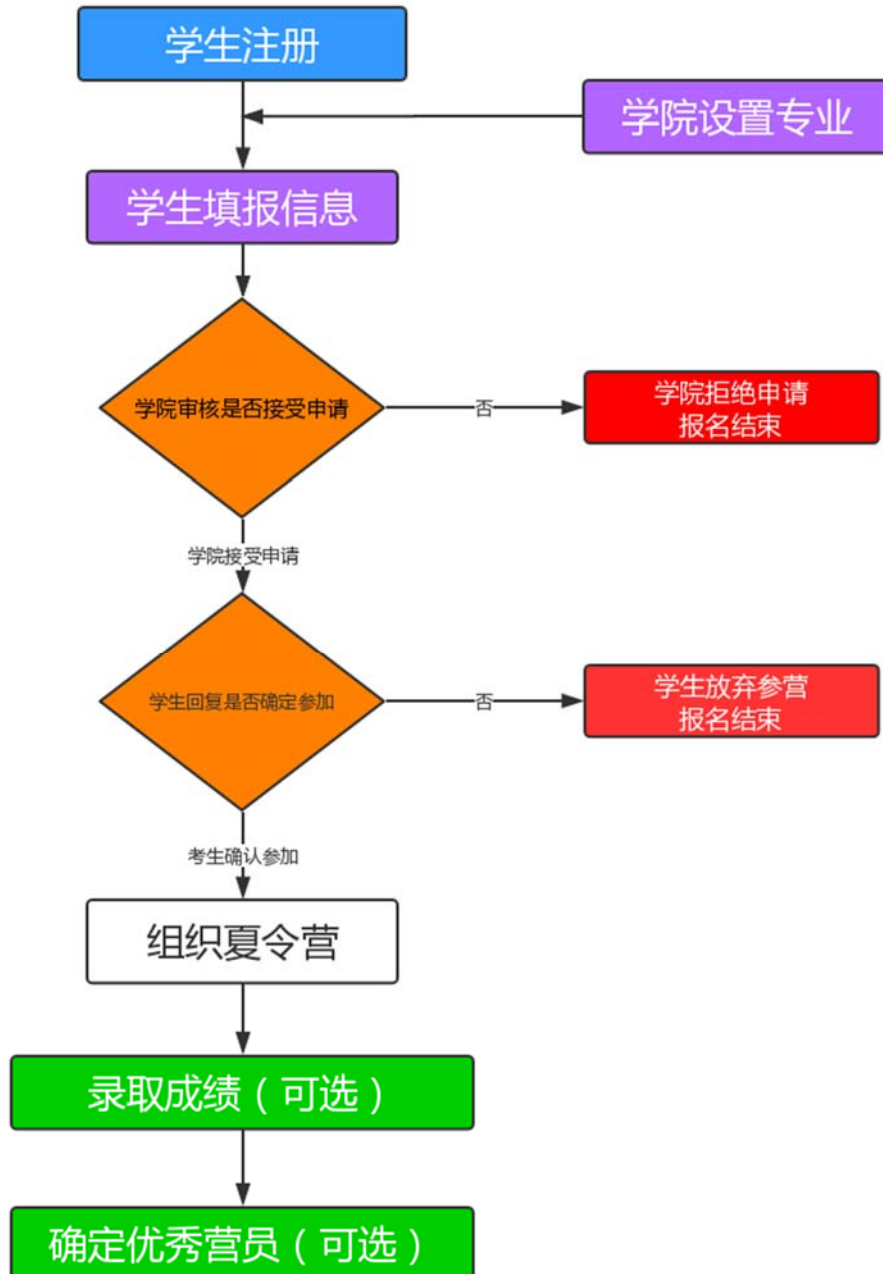 学生注册
学院设置专业
学生填报信息
学院审核是否接受申请
否
学院拒绝申请
报名结束
学院接受申请
学生回复是否确定参加
否
学生放弃参营
报名结束
考生确认参加
组织夏令营
录取成绩（可选）
确定优秀营员（可选）